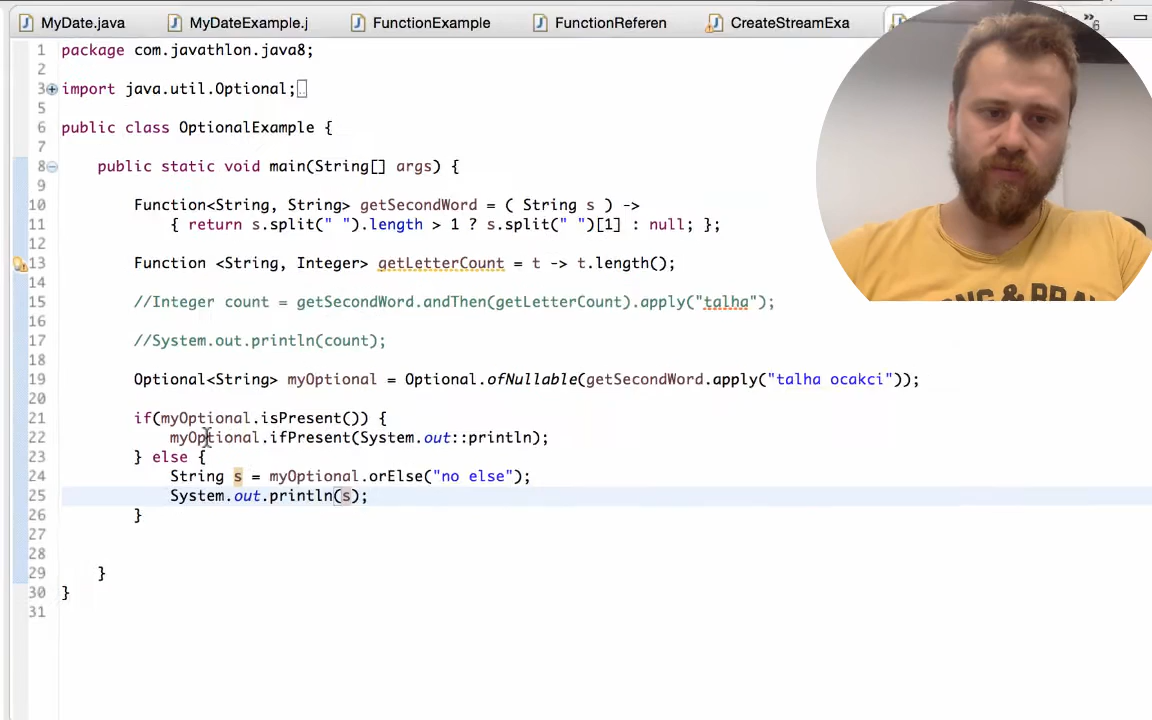 MyDate.java MyDateExample.j FunctionExample FunctionReferen CreateStreamExa »6
1 package com.javathlon.java8;
2
3 import java.util.Optional;
5
6 public class OptionalExample {
7
8 public static void main(String[] args) {
9
10 Function<String, String> getSecondWord = ( String s ) ->
11 { return s.split(" ").length > 1 ? s.split(" ")[1] : null; };
12
13 Function <String, Integer> getLetterCount = t -> t.length();
14
15 //Integer count = getSecondWord.andThen(getLetterCount).apply("talha");
16
17 //System.out.println(count);
18
19 Optional<String> myOptional = Optional.ofNullable(getSecondWord.apply("talha ocakci"));
20
21 if(myOptional.isPresent()) {
22 myOptional.ifPresent(System.out::println);
23 } else {
24 String s = myOptional.orElse("no else");
25 System.out.println(s);
26 }
27
28
29 }
30 }
31